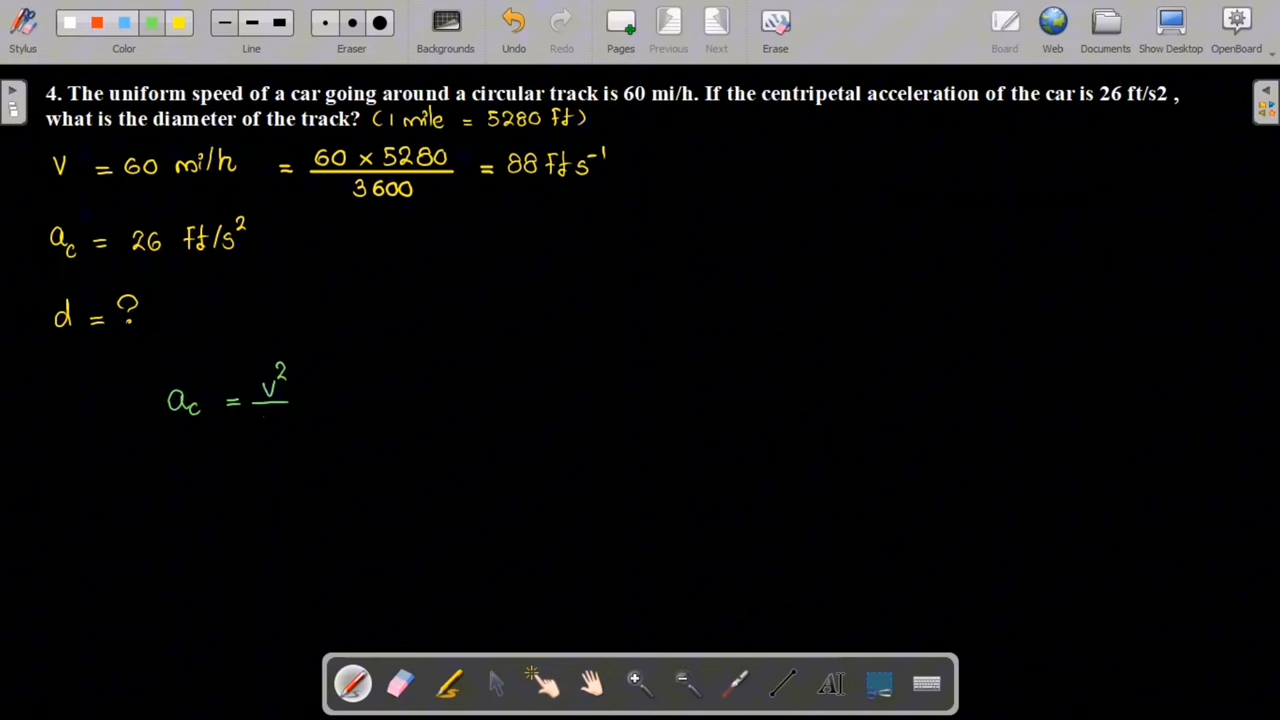 Stylus Color Line Eraser Backgrounds Undo Redo Pages Previous Next Erase Board Web Documents Show Desktop OpenBoard
4. The uniform speed of a car going around a circular track is 60 mi/h. If the centripetal acceleration of the car is 26 ft/s2 ,
what is the diameter of the track? (1 mile = 5280 ft)
v = 60 mi/h = 60 × 5280 / 3600 = 88 ft s⁻¹
a_c = 26 ft/s²
d = ?
a_c = v²
AI